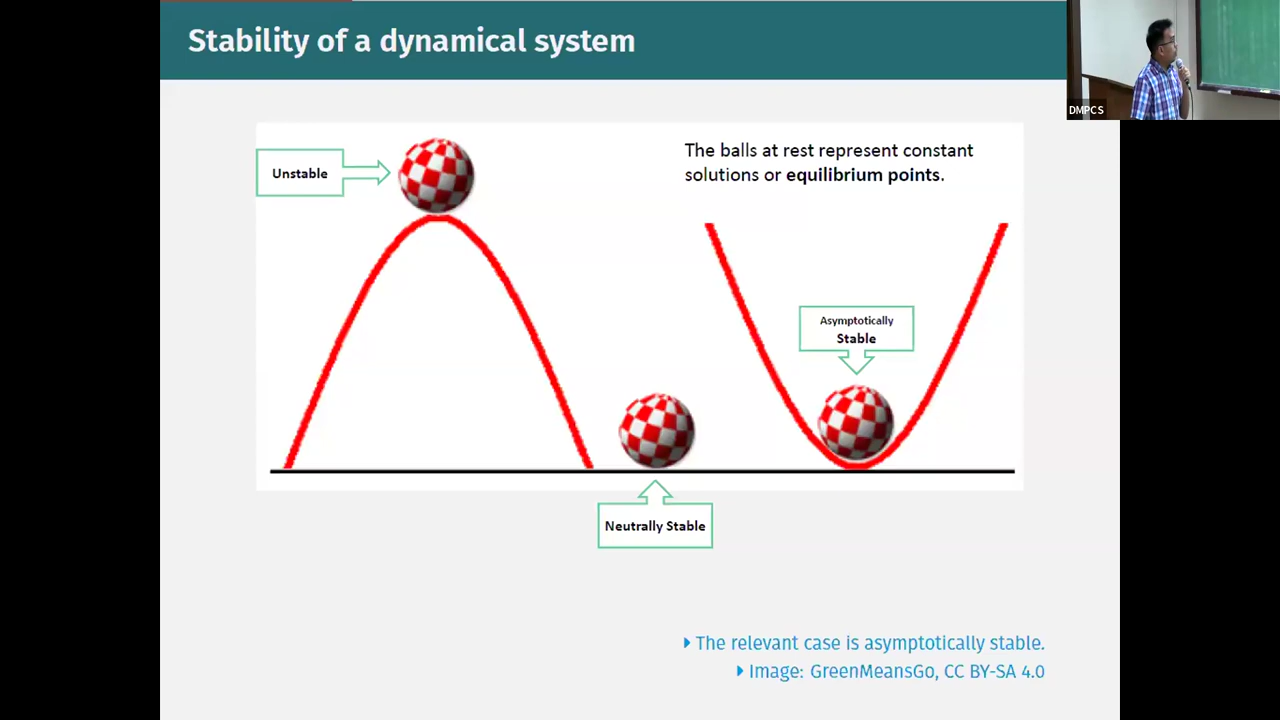 Stability of a dynamical system
DMPCS
Unstable
The balls at rest represent constant
solutions or equilibrium points.
Asymptotically
Stable
Neutrally Stable
The relevant case is asymptotically stable.
Image: GreenMeansGo, CC BY-SA 4.0